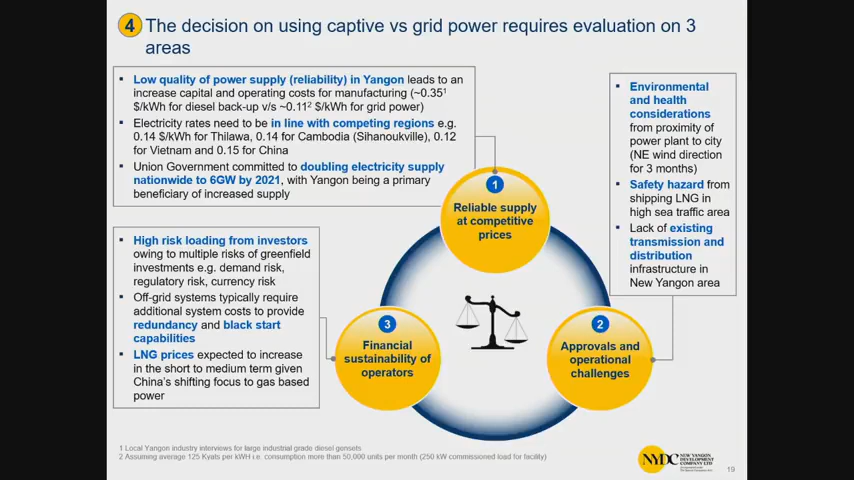 4 The decision on using captive vs grid power requires evaluation on 3
areas
▪ Low quality of power supply (reliability) in Yangon leads to an
increase capital and operating costs for manufacturing (~0.35¹
$/kWh for diesel back-up v/s ~0.11² $/kWh for grid power)
▪ Electricity rates need to be in line with competing regions e.g.
0.14 $/kWh for Thilawa, 0.14 for Cambodia (Sihanoukville), 0.12
for Vietnam and 0.15 for China
▪ Union Government committed to doubling electricity supply
nationwide to 6GW by 2021, with Yangon being a primary
beneficiary of increased supply
▪ Environmental
and health
considerations
from proximity of
power plant to city
(NE wind direction
for 3 months)
▪ Safety hazard from
shipping LNG in
high sea traffic area
▪ Lack of existing
transmission and
distribution
infrastructure in
New Yangon area
1
Reliable supply
at competitive
prices
▪ High risk loading from investors
owing to multiple risks of greenfield
investments e.g. demand risk,
regulatory risk, currency risk
▪ Off-grid systems typically require
additional system costs to provide
redundancy and black start
capabilities
▪ LNG prices expected to increase
in the short to medium term given
China's shifting focus to gas based
power
3
Financial
sustainability of
operators
2
Approvals and
operational
challenges
1 Local Yangon industry interviews for large industrial grade diesel gensets
2 Assuming average 125 Kyats per kWH i.e. consumption more than 50,000 units per month (250 kW commissioned load for facility)
NYDC
NEW YANGON
DEVELOPMENT
COMPANY LTD
19